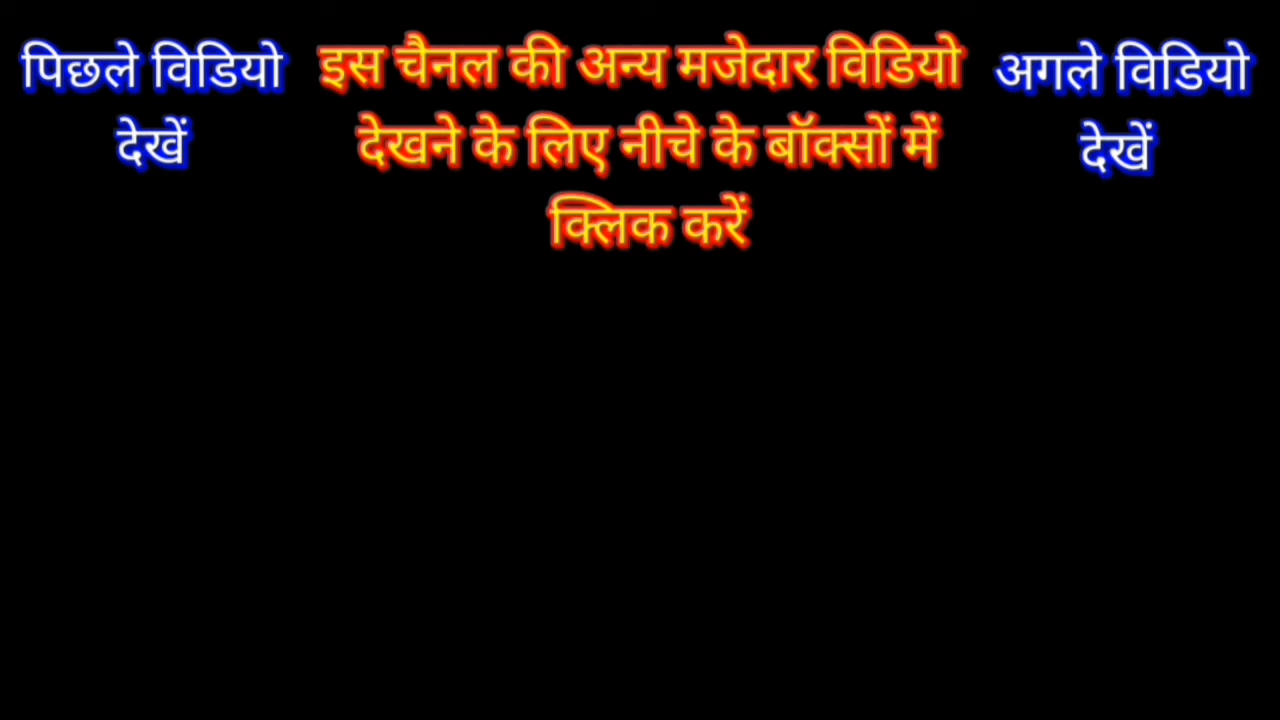 पिछले विडियो
देखें
इस चैनल की अन्य मजेदार विडियो
देखने के लिए नीचे के बॉक्सों में
क्लिक करें
अगले विडियो
देखें